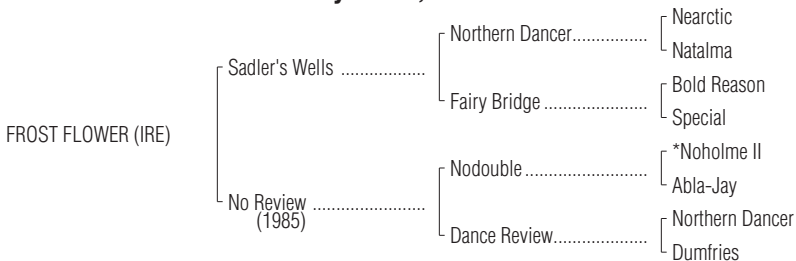 Nearctic
Northern Dancer................
Natalma
Sadler's Wells ..................
Bold Reason
Fairy Bridge ......................
Special
FROST FLOWER (IRE)
*Noholme II
Nodouble ..........................
Abla-Jay
No Review ........................
(1985)
Northern Dancer
Dance Review....................
Dumfries